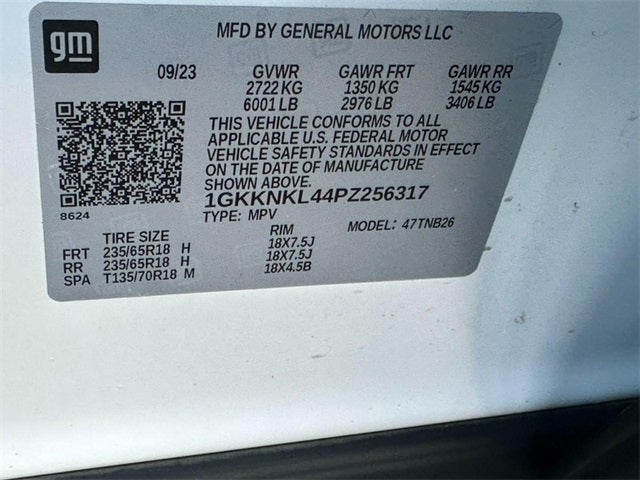 gm
MFD BY GENERAL MOTORS LLC
09/23 GVWR GAWR FRT GAWR RR
2722 KG 1350 KG 1545 KG
6001 LB 2976 LB 3406 LB
THIS VEHICLE CONFORMS TO ALL
APPLICABLE U.S. FEDERAL MOTOR
VEHICLE SAFETY STANDARDS IN EFFECT
ON THE DATE OF MANUFACTURE
SHOWN ABOVE.
8624
1GKKNKL44PZ256317
TYPE: MPV MODEL: 47TNB26
TIRE SIZE RIM
FRT 235/65R18 H 18X7.5J
RR 235/65R18 H 18X7.5J
SPA T135/70R18 M 18X4.5B